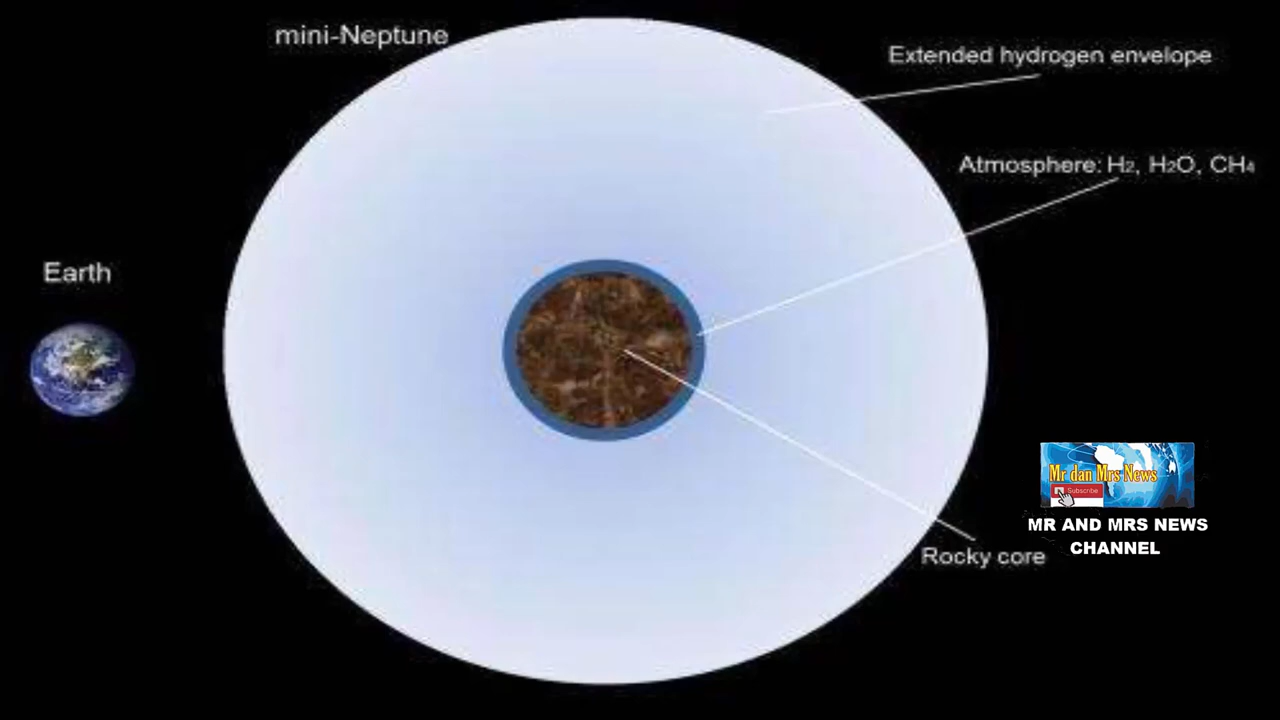 mini-Neptune
Extended hydrogen envelope
Atmosphere: H₂, H₂O, CH₄
Earth
Mr dan Mrs News
Subscribe
MR AND MRS NEWS
CHANNEL
Rocky core